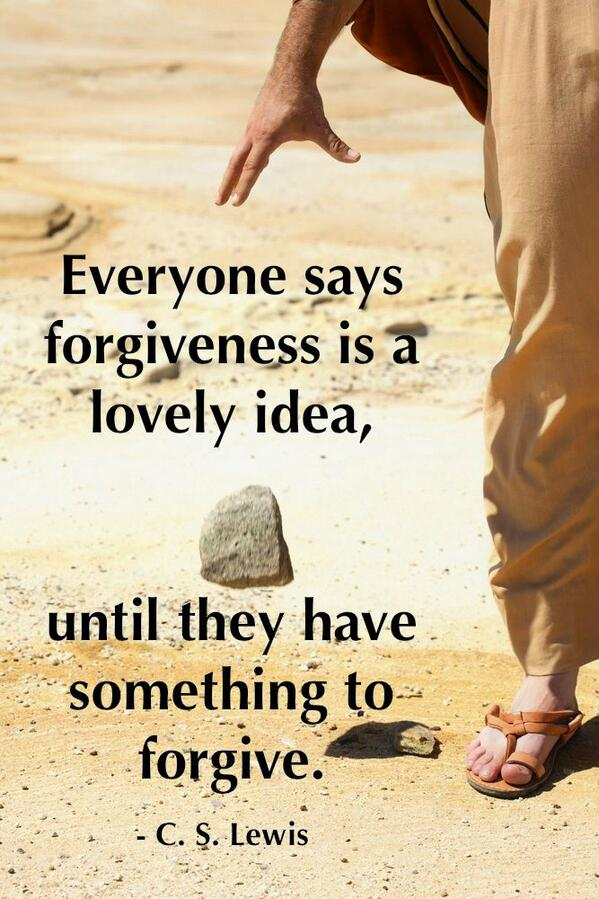 Everyone says
forgiveness is a
lovely idea,
until they have
something to
forgive.
- C. S. Lewis